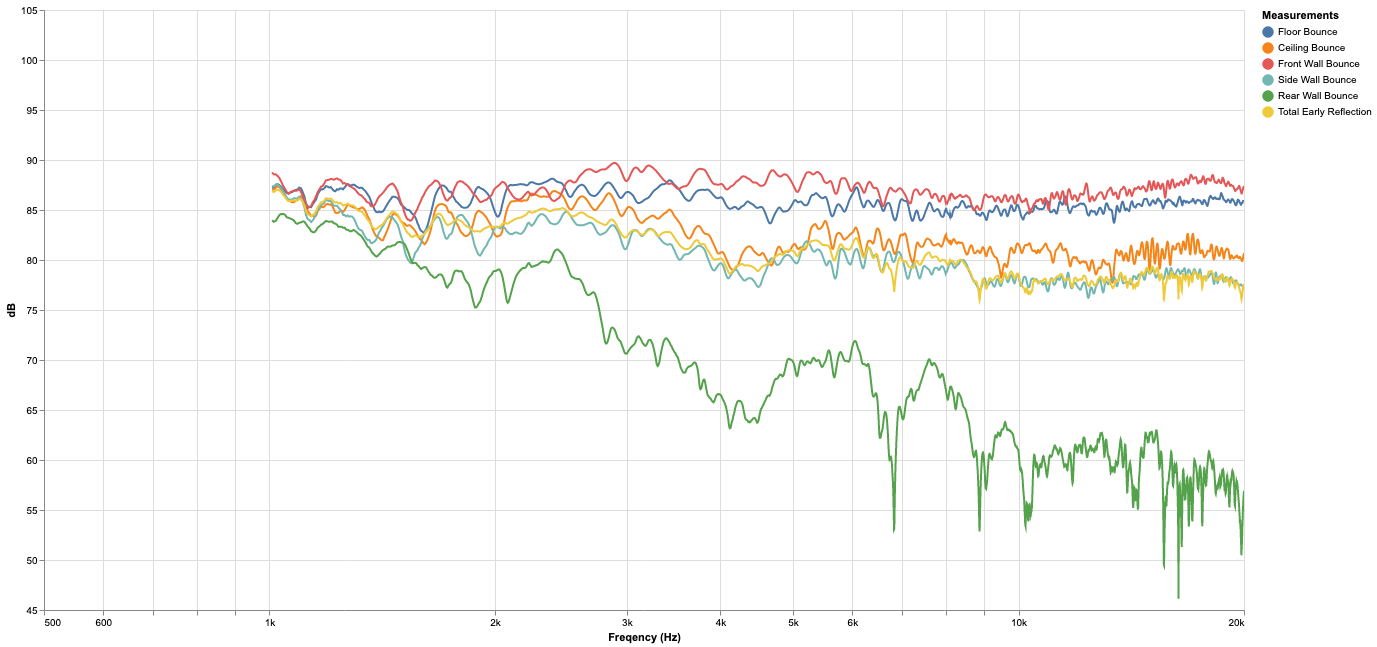 105
100
95
90
85
80
75
70
65
60
55
50
45
dB
500 600 1k 2k 3k 4k 5k 6k 10k 20k
Freqency (Hz)
Measurements
Floor Bounce
Ceiling Bounce
Front Wall Bounce
Side Wall Bounce
Rear Wall Bounce
Total Early Reflection